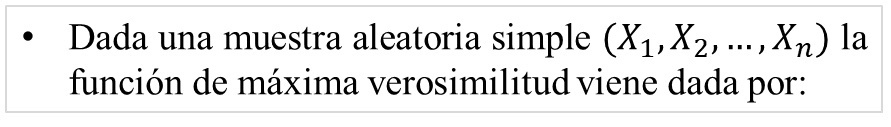 • Dada una muestra aleatoria simple (X₁, X₂, …, Xₙ) la
función de máxima verosimilitud viene dada por: